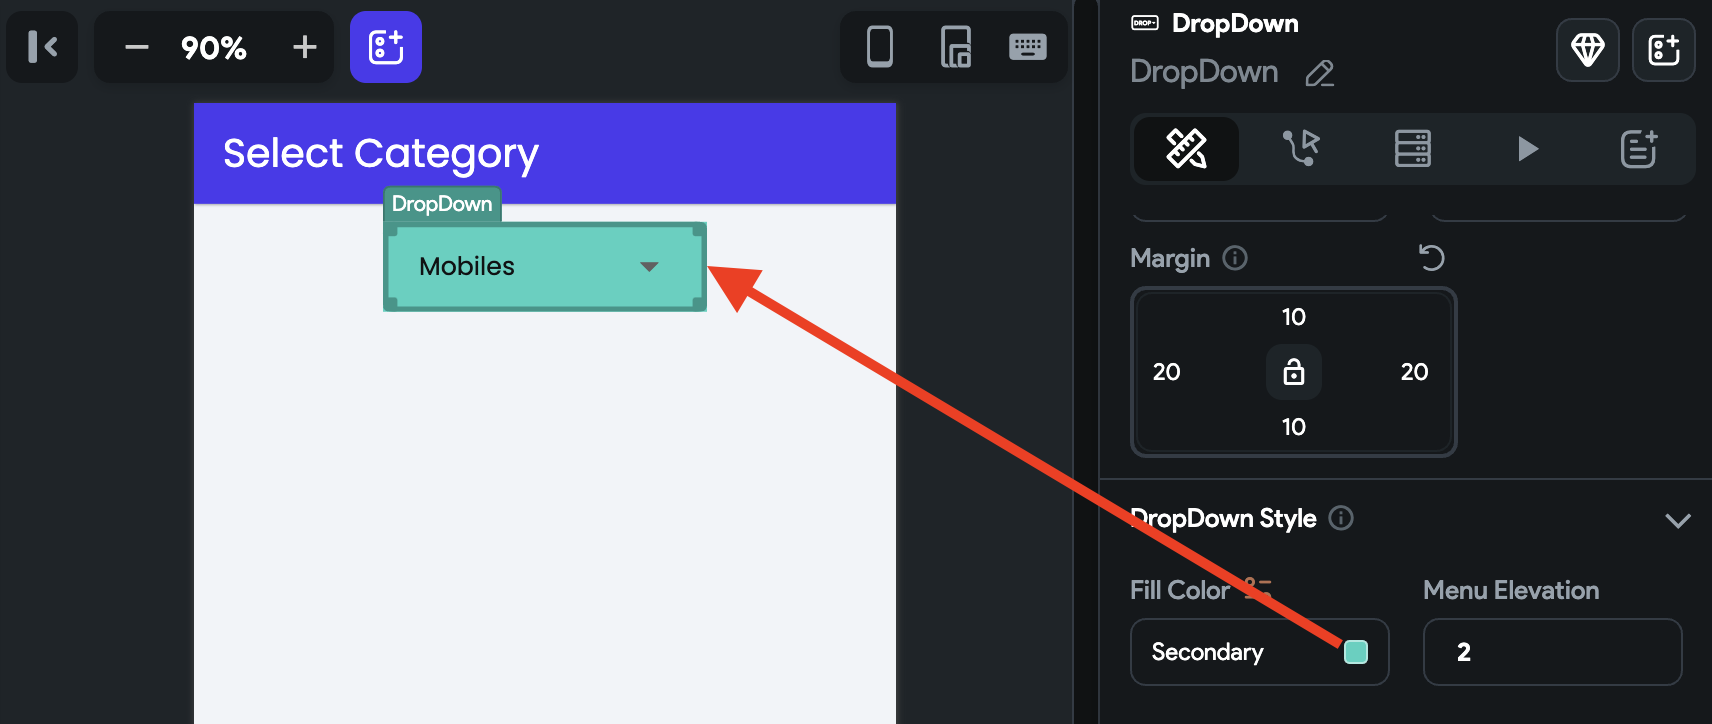 90%
Select Category
DropDown
Mobiles
DROP
DropDown
DropDown
Margin
10
20
20
10
DropDown Style
Fill Color
Menu Elevation
Secondary
2